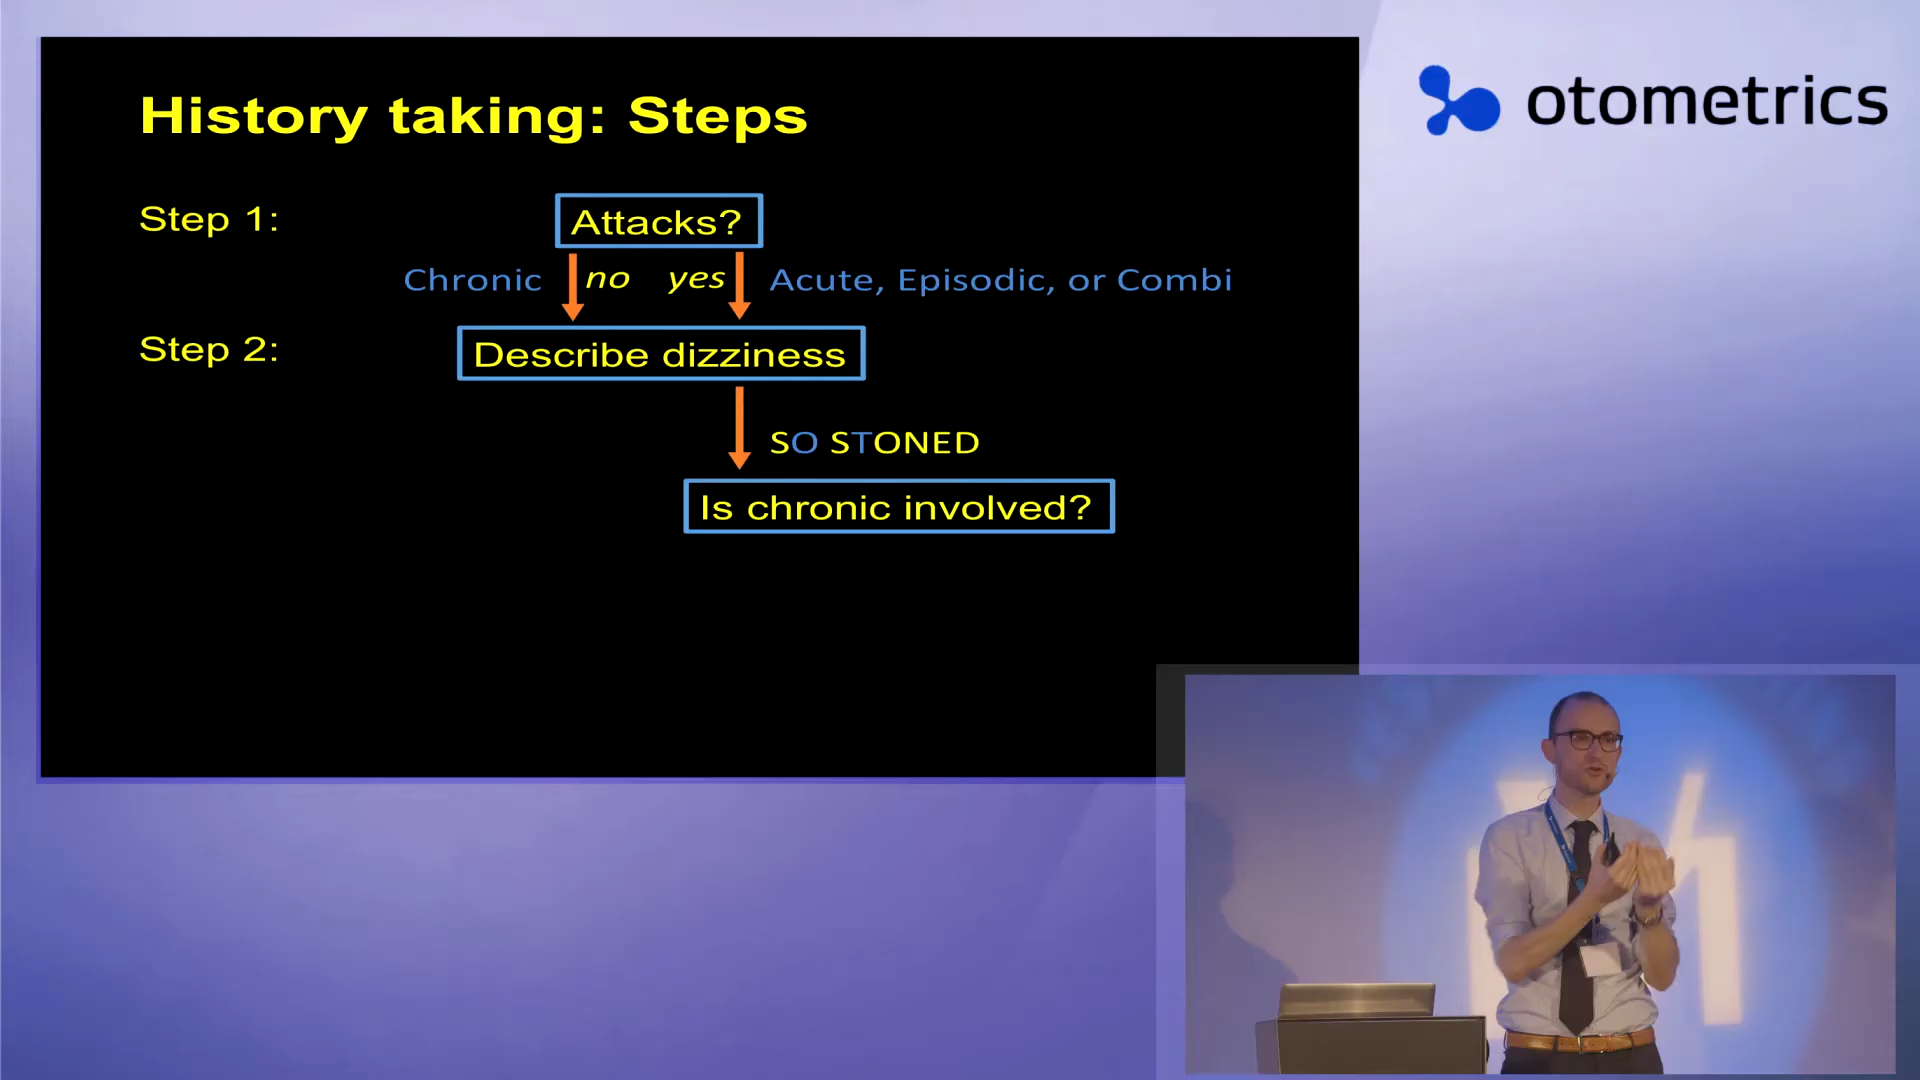 otometrics
History taking: Steps
Step 1:
Attacks?
Chronic no yes Acute, Episodic, or Combi
Step 2:
Describe dizziness
SO STONED
Is chronic involved?